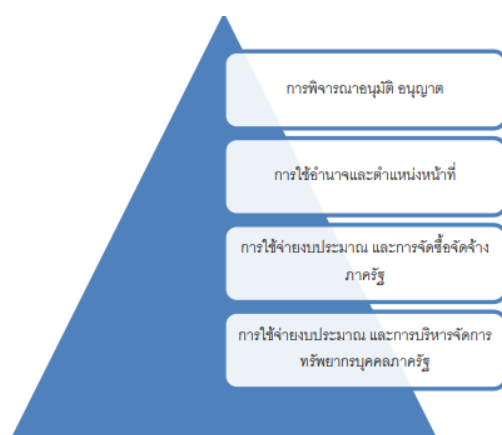 การพิจารณาอนุมัติ อนุญาต
การใช้อำนาจและตำแหน่งหน้าที่
การใช้จ่ายงบประมาณ และการจัดซื้อจัดจ้าง
ภาครัฐ
การใช้จ่ายงบประมาณ และการบริหารจัดการ
ทรัพยากรบุคคลภาครัฐ